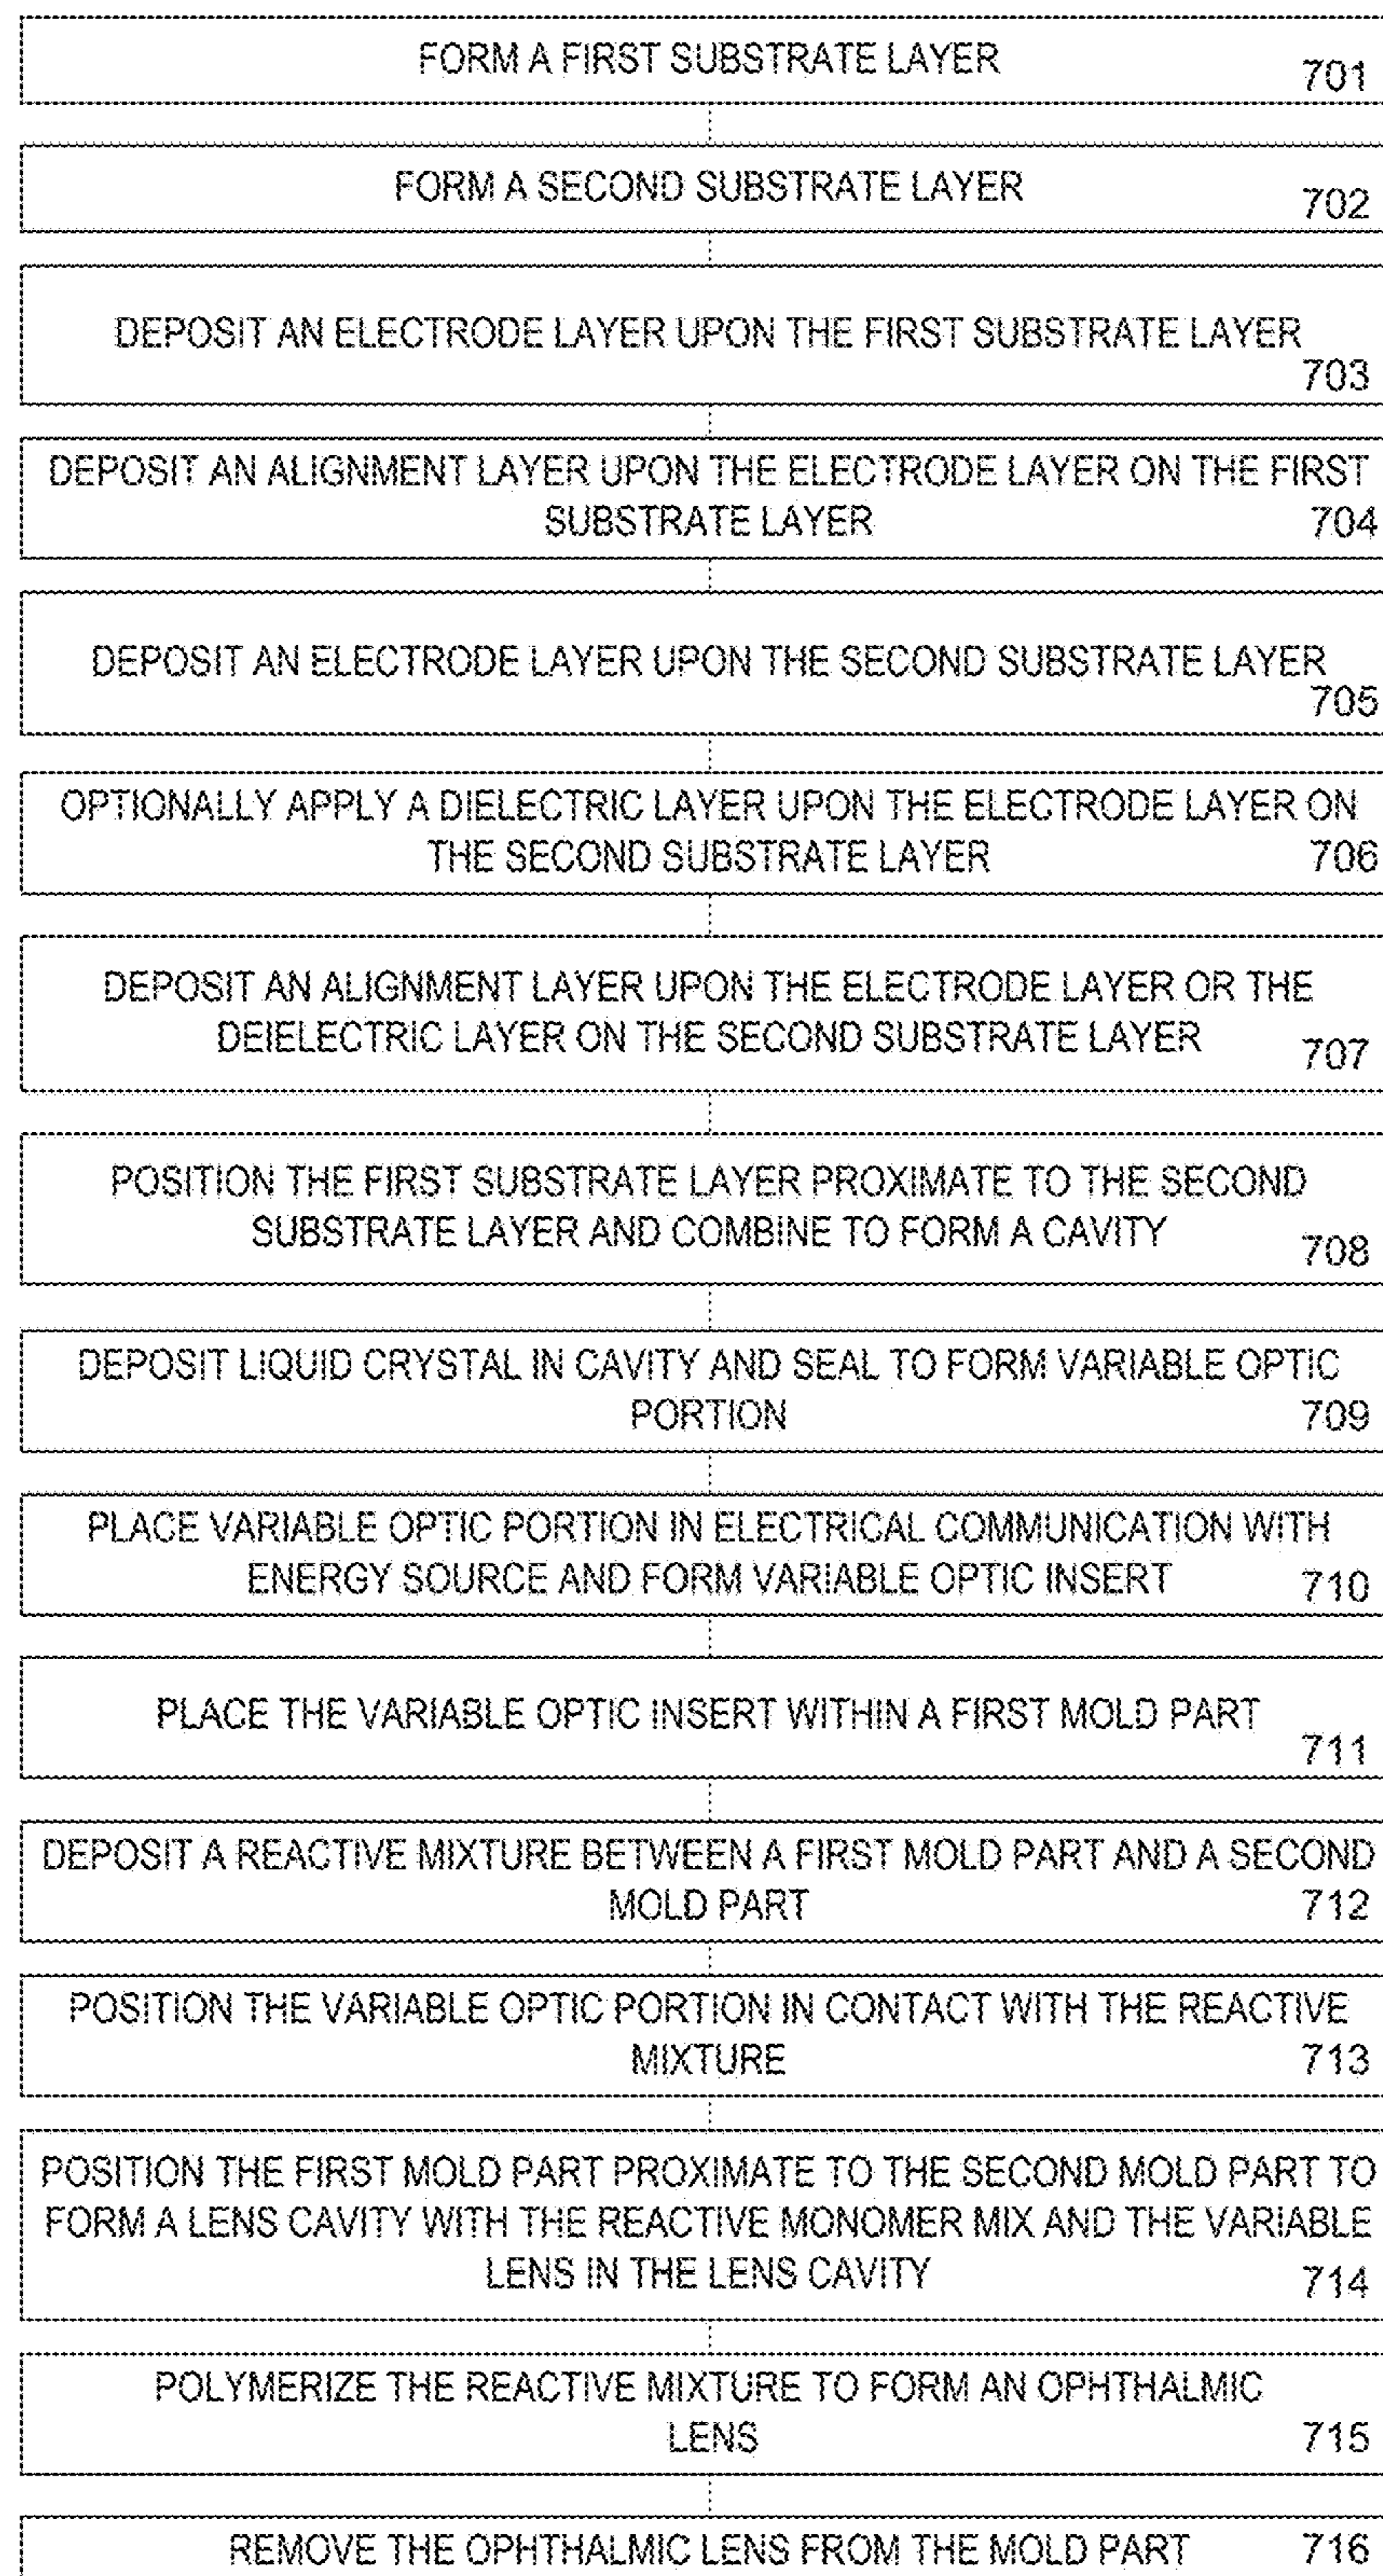 FORM A FIRST SUBSTRATE LAYER
701
FORM A SECOND SUBSTRATE LAYER
702
DEPOSIT AN ELECTRODE LAYER UPON THE FIRST SUBSTRATE LAYER
703
DEPOSIT AN ALIGNMENT LAYER UPON THE ELECTRODE LAYER ON THE FIRST
SUBSTRATE LAYER 704
DEPOSIT AN ELECTRODE LAYER UPON THE SECOND SUBSTRATE LAYER
705
OPTIONALLY APPLY A DIELECTRIC LAYER UPON THE ELECTRODE LAYER ON
THE SECOND SUBSTRATE LAYER 706
DEPOSIT AN ALIGNMENT LAYER UPON THE ELECTRODE LAYER OR THE
DEIELECTRIC LAYER ON THE SECOND SUBSTRATE LAYER
707
POSITION THE FIRST SUBSTRATE LAYER PROXIMATE TO THE SECOND
SUBSTRATE LAYER AND COMBINE TO FORM A CAVITY
708
DEPOSIT LIQUID CRYSTAL IN CAVITY AND SEAL TO FORM VARIABLE OPTIC
PORTION 709
PLACE VARIABLE OPTIC PORTION IN ELECTRICAL COMMUNICATION WITH
ENERGY SOURCE AND FORM VARIABLE OPTIC INSERT 710
PLACE THE VARIABLE OPTIC INSERT WITHIN A FIRST MOLD PART
711
DEPOSIT A REACTIVE MIXTURE BETWEEN A FIRST MOLD PART AND A SECOND
MOLD PART 712
POSITION THE VARIABLE OPTIC PORTION IN CONTACT WITH THE REACTIVE
MIXTURE 713
POSITION THE FIRST MOLD PART PROXIMATE TO THE SECOND MOLD PART TO
FORM A LENS CAVITY WITH THE REACTIVE MONOMER MIX AND THE VARIABLE
LENS IN THE LENS CAVITY 714
POLYMERIZE THE REACTIVE MIXTURE TO FORM AN OPHTHALMIC
LENS 715
REMOVE THE OPHTHALMIC LENS FROM THE MOLD PART 716